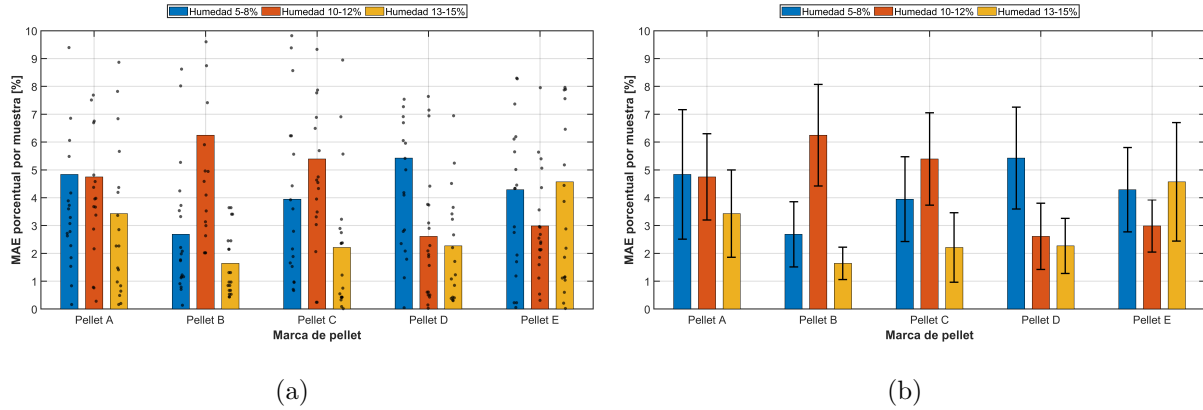 Humedad 5-8% Humedad 10-12% Humedad 13-15%
10
9
8
7
6
5
4
3
2
1
0
MAE porcentual por muestra [%]
Pellet A Pellet B Pellet C Pellet D Pellet E
Marca de pellet
(a)
Humedad 5-8% Humedad 10-12% Humedad 13-15%
10
9
8
7
6
5
4
3
2
1
0
MAE porcentual por muestra [%]
Pellet A Pellet B Pellet C Pellet D Pellet E
Marca de pellet
(b)